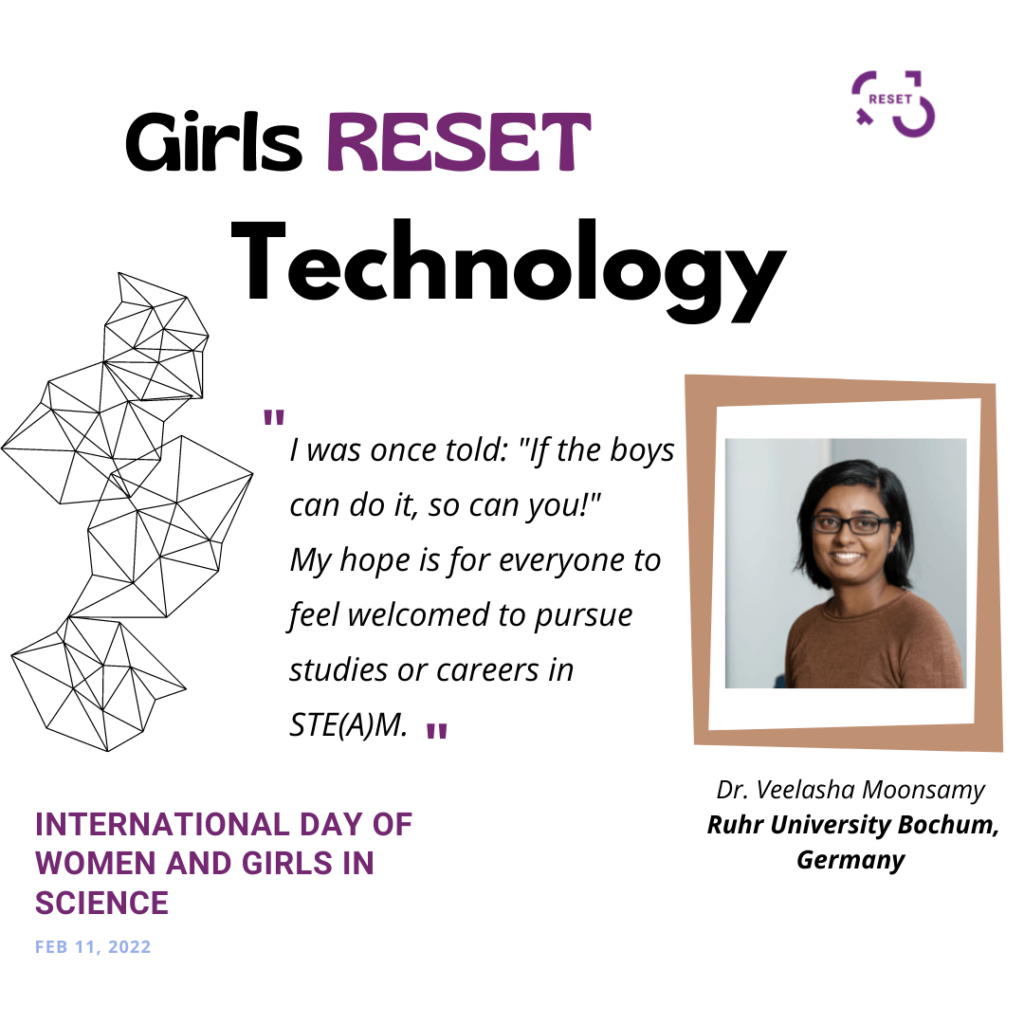 RESET
Girls RESET
Technology
"
I was once told: "If the boys
can do it, so can you!"
My hope is for everyone to
feel welcomed to pursue
studies or careers in
STE(A)M. "
Dr. Veelasha Moonsamy
Ruhr University Bochum,
Germany
INTERNATIONAL DAY OF
WOMEN AND GIRLS IN
SCIENCE
FEB 11, 2022